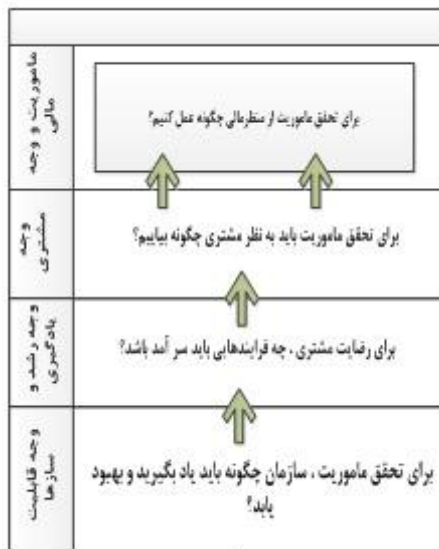 ماموریت و وجه
مالی
برای تحقق ماموریت از منظرمالی چگونه عمل کنیم؟
وجه
مشتری
برای تحقق ماموریت باید به نظر مشتری چگونه بیاییم؟
وجه رشد و
یادگیری
برای رضایت مشتری ، چه فرایندهایی باید سر آمد باشد؟
وجه قابلیت
سازها
برای تحقق ماموریت ، سازمان چگونه باید یاد بگیرید و بهبود
یابد؟